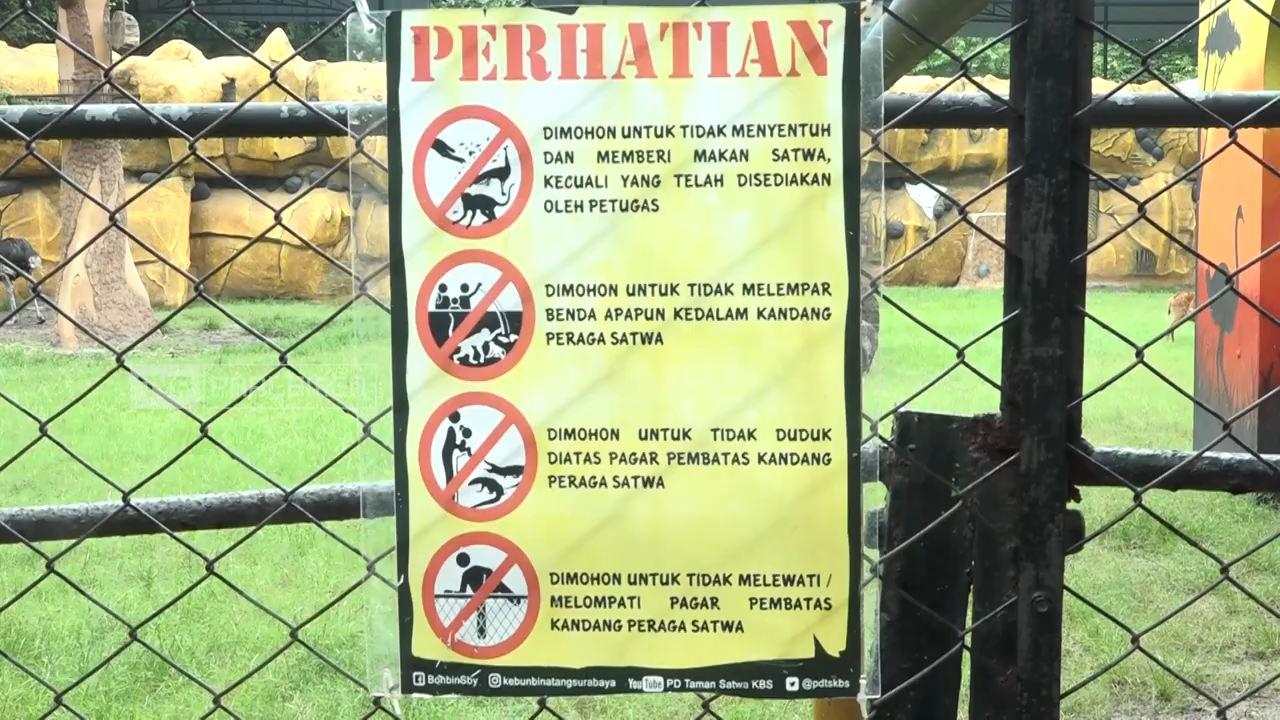 PERHATIAN
DIMOHON UNTUK TIDAK MENYENTUH
DAN MEMBERI MAKAN SATWA,
KECUALI YANG TELAH DISEDIAKAN
OLEH PETUGAS
DIMOHON UNTUK TIDAK MELEMPAR
BENDA APAPUN KEDALAM KANDANG
PERAGA SATWA
DIMOHON UNTUK TIDAK DUDUK
DIATAS PAGAR PEMBATAS KANDANG
PERAGA SATWA
DIMOHON UNTUK TIDAK MELEWATI /
MELOMPATI PAGAR PEMBATAS
KANDANG PERAGA SATWA
BonbinSby kebunbinatangsurabaya YouTube PD Taman Satwa KBS @pdtskbs